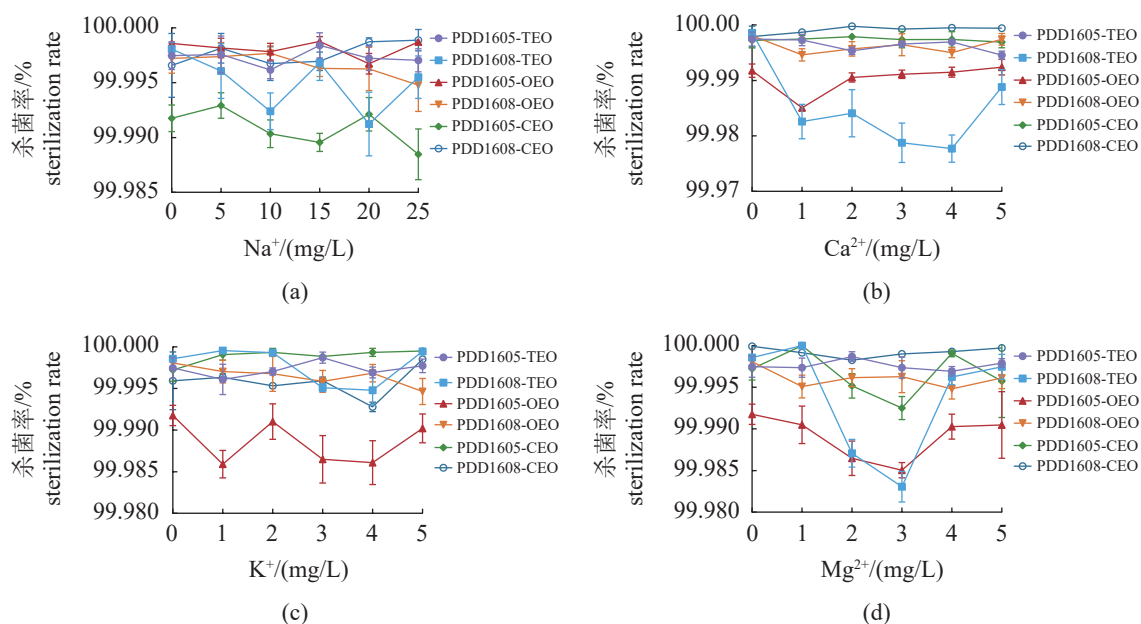 杀菌率/%
sterilization rate
100.000
99.995
99.990
99.985
0 5 10 15 20 25
Na⁺/(mg/L)
PDD1605-TEO
PDD1608-TEO
PDD1605-OEO
PDD1608-OEO
PDD1605-CEO
PDD1608-CEO
(a)
杀菌率/%
sterilization rate
100.00
99.99
99.98
99.97
0 1 2 3 4 5
Ca²⁺/(mg/L)
PDD1605-TEO
PDD1608-TEO
PDD1605-OEO
PDD1608-OEO
PDD1605-CEO
PDD1608-CEO
(b)
杀菌率/%
sterilization rate
100.000
99.995
99.990
99.985
99.980
0 1 2 3 4 5
K⁺/(mg/L)
PDD1605-TEO
PDD1608-TEO
PDD1605-OEO
PDD1608-OEO
PDD1605-CEO
PDD1608-CEO
(c)
杀菌率/%
sterilization rate
100.000
99.995
99.990
99.985
99.980
0 1 2 3 4 5
Mg²⁺/(mg/L)
PDD1605-TEO
PDD1608-TEO
PDD1605-OEO
PDD1608-OEO
PDD1605-CEO
PDD1608-CEO
(d)